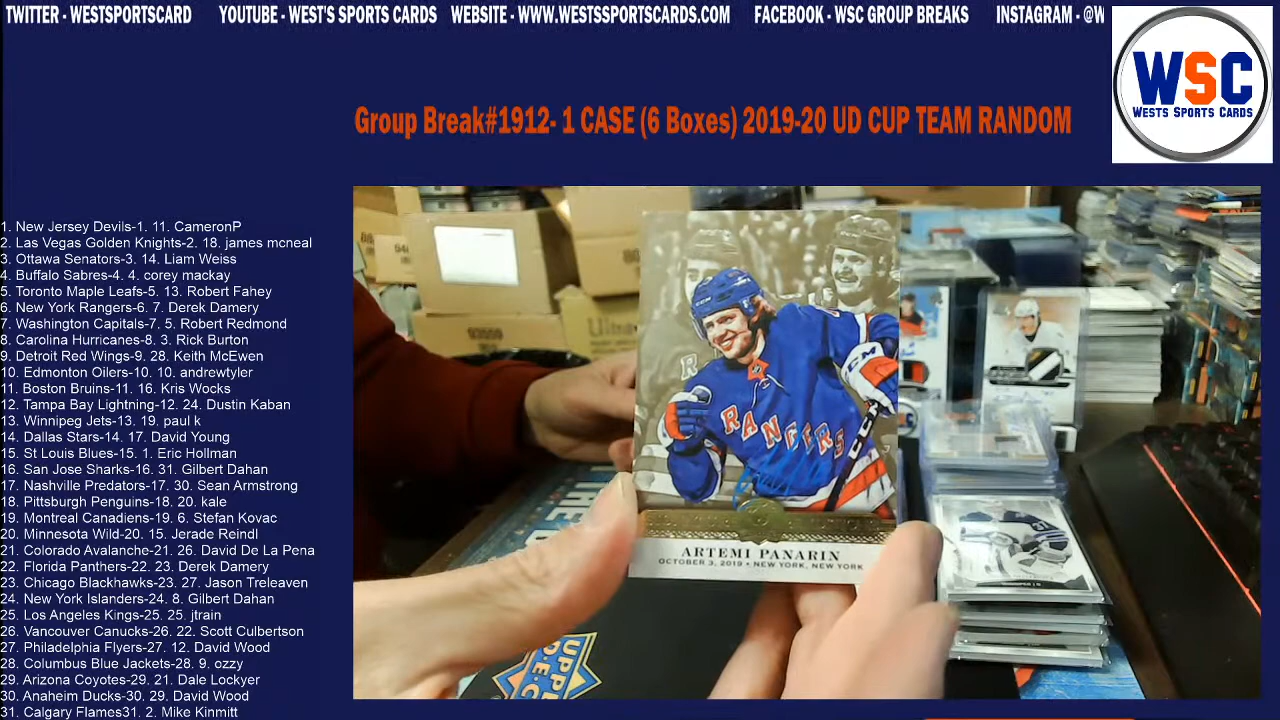 TWITTER - WESTSPORTSCARD YOUTUBE - WEST'S SPORTS CARDS WEBSITE - WWW.WESTSSPORTSCARDS.COM FACEBOOK - WSC GROUP BREAKS INSTAGRAM - @W
WSC
WESTS SPORTS CARDS
Group Break#1912- 1 CASE (6 Boxes) 2019-20 UD CUP TEAM RANDOM
1. New Jersey Devils-1. 11. CameronP
2. Las Vegas Golden Knights-2. 18. james mcneal
3. Ottawa Senators-3. 14. Liam Weiss
4. Buffalo Sabres-4. 4. corey mackay
5. Toronto Maple Leafs-5. 13. Robert Fahey
6. New York Rangers-6. 7. Derek Damery
7. Washington Capitals-7. 5. Robert Redmond
8. Carolina Hurricanes-8. 3. Rick Burton
9. Detroit Red Wings-9. 28. Keith McEwen
10. Edmonton Oilers-10. 10. andrewtyler
11. Boston Bruins-11. 16. Kris Wocks
12. Tampa Bay Lightning-12. 24. Dustin Kaban
13. Winnipeg Jets-13. 19. paul k
14. Dallas Stars-14. 17. David Young
15. St Louis Blues-15. 1. Eric Hollman
16. San Jose Sharks-16. 31. Gilbert Dahan
17. Nashville Predators-17. 30. Sean Armstrong
18. Pittsburgh Penguins-18. 20. kale
19. Montreal Canadiens-19. 6. Stefan Kovac
20. Minnesota Wild-20. 15. Jerade Reindl
21. Colorado Avalanche-21. 26. David De La Pena
22. Florida Panthers-22. 23. Derek Damery
23. Chicago Blackhawks-23. 27. Jason Treleaven
24. New York Islanders-24. 8. Gilbert Dahan
25. Los Angeles Kings-25. 25. jtrain
26. Vancouver Canucks-26. 22. Scott Culbertson
27. Philadelphia Flyers-27. 12. David Wood
28. Columbus Blue Jackets-28. 9. ozzy
29. Arizona Coyotes-29. 21. Dale Lockyer
30. Anaheim Ducks-30. 29. David Wood
31. Calgary Flames31. 2. Mike Kinmitt
RANGERS
CCM
ARTEMI PANARIN
OCTOBER 3, 2019 • NEW YORK, NEW YORK
UPPER